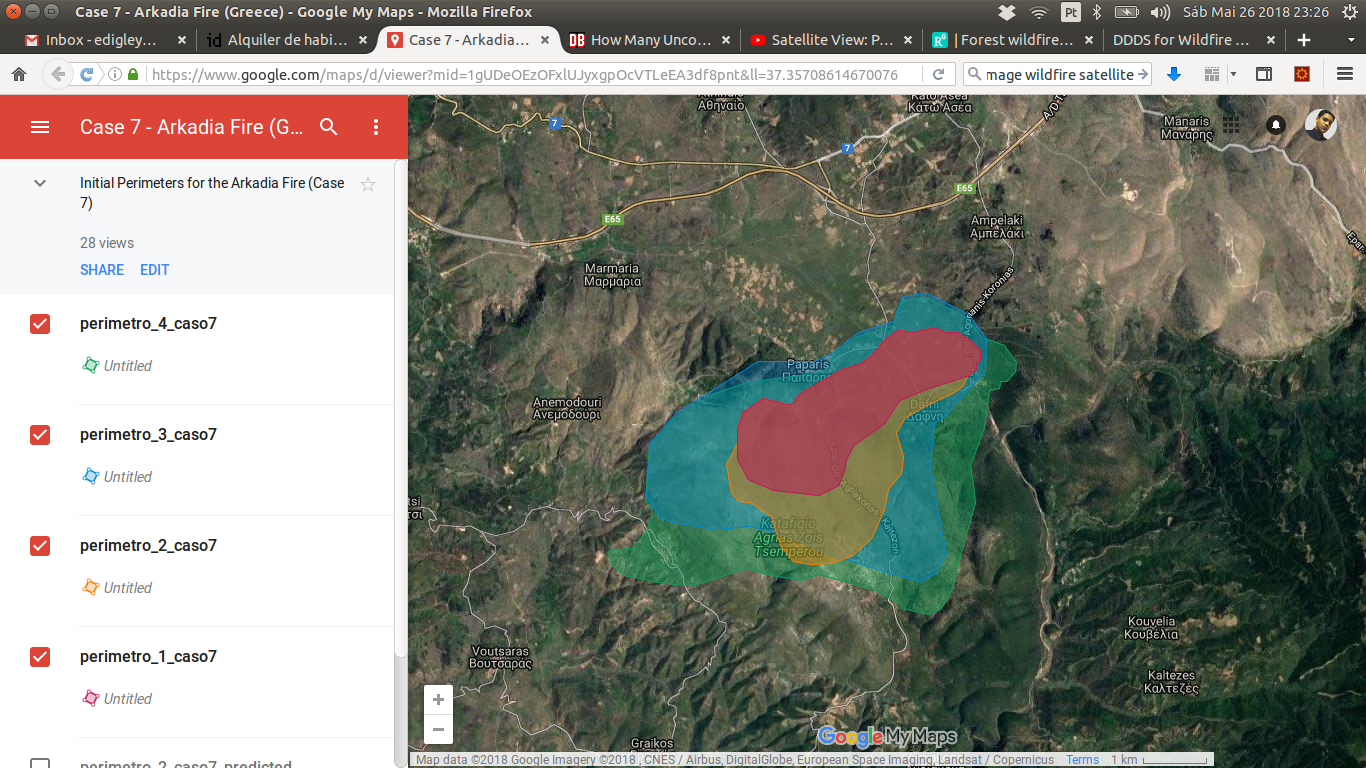 Case 7 - Arkadia Fire (Greece) - Google My Maps - Mozilla Firefox
Pt
Sáb Mai 26 2018 23:26
Inbox - edigley…
Alquiler de habi…
Case 7 - Arkadia…
How Many Unco…
Satellite View: P…
| Forest wildfire…
DDDS for Wildfire …
https://www.google.com/maps/d/viewer?mid=1gUDeOEzOFxlUJyxgpOcVTLeEA3df8pnt&ll=37.35708614670076
mage wildfire satellite
Case 7 - Arkadia Fire (G…
Initial Perimeters for the Arkadia Fire (Case
7)
28 views
SHARE EDIT
perimetro_4_caso7
Untitled
perimetro_3_caso7
Untitled
perimetro_2_caso7
Untitled
perimetro_1_caso7
Untitled
perimetro_2_caso7_predicted
Αθηναίο
Kato Asea
Κάτω Ασέα
A/D-T
7
7
Manaris
Μανάρης
E65
E65
Ampelaki
Αμπελάκι
Marmaria
Μαρμαρια
Paparis
Παπάρης
Anemodouri
Ανεμοδούρι
Dafni
Δάφνη
Agriakonas
Katafigio
Agrias Zois
Tsemperou
Kaltezon
Voutsaras
Βουτσαράς
Kouvelia
Κουβέλια
Kaltezes
Καλτεζές
Graikos
Google My Maps
Map data ©2018 Google Imagery ©2018 , CNES / Airbus, DigitalGlobe, European Space Imaging, Landsat / Copernicus Terms 1 km